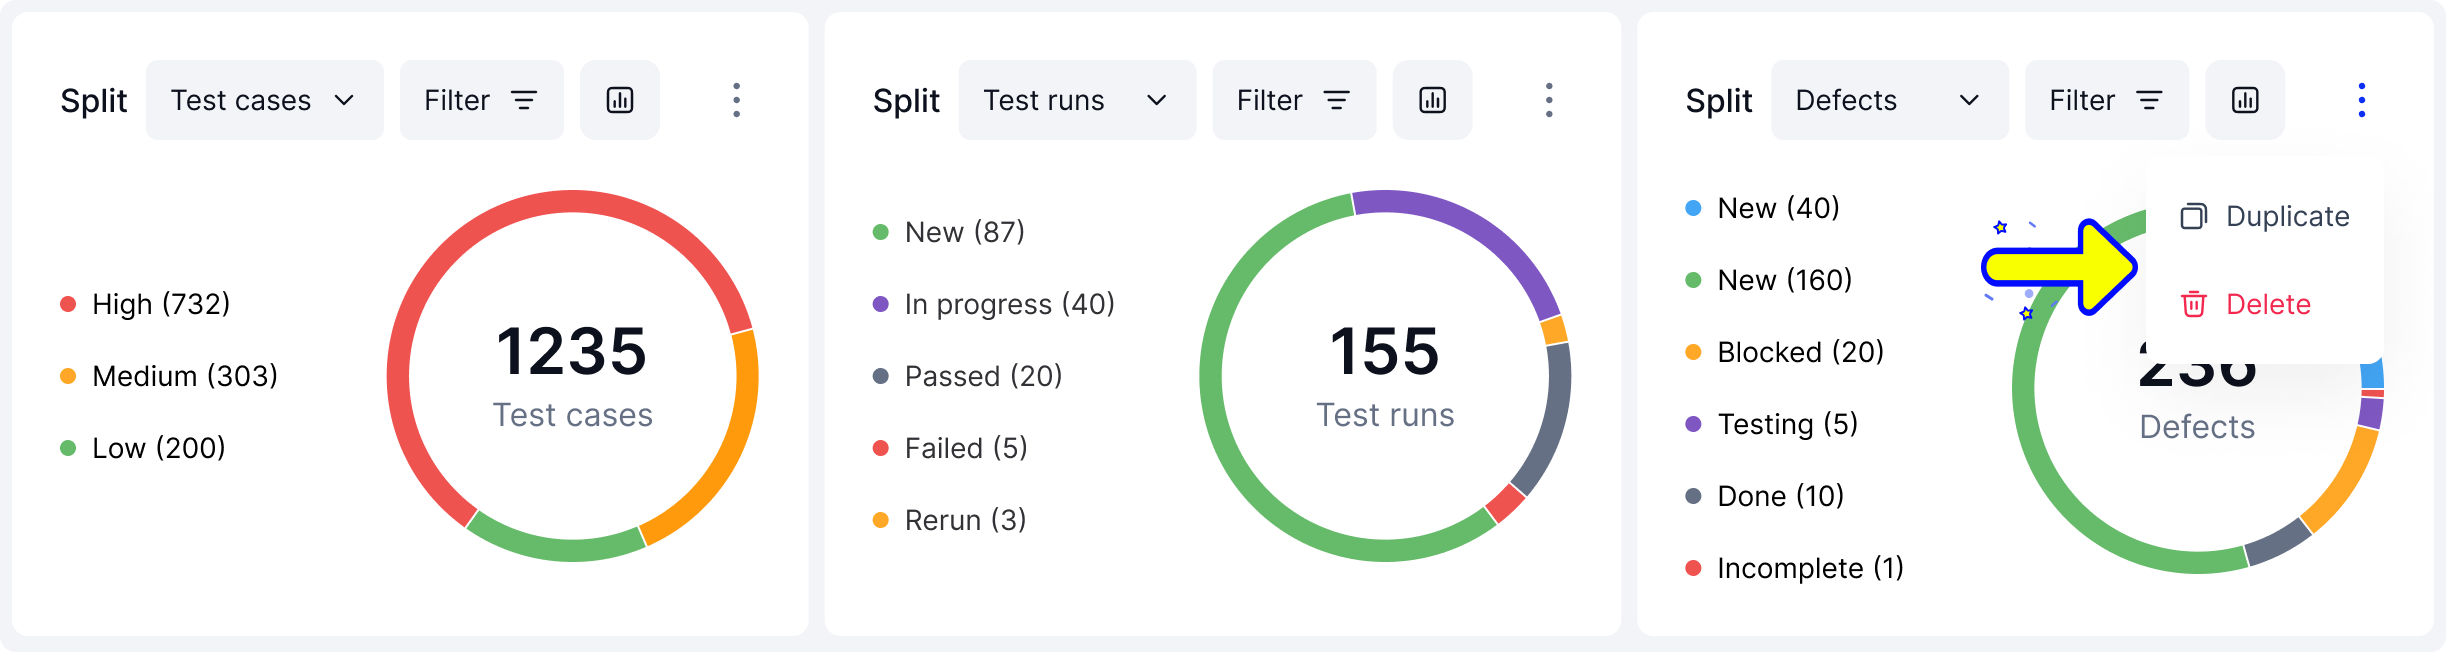 Split Test cases Filter
High (732)
Medium (303)
Low (200)
1235
Test cases
Split Test runs Filter
New (87)
In progress (40)
Passed (20)
Failed (5)
Rerun (3)
155
Test runs
Split Defects Filter
New (40)
New (160)
Blocked (20)
Testing (5)
Done (10)
Incomplete (1)
Duplicate
Delete
236
Defects